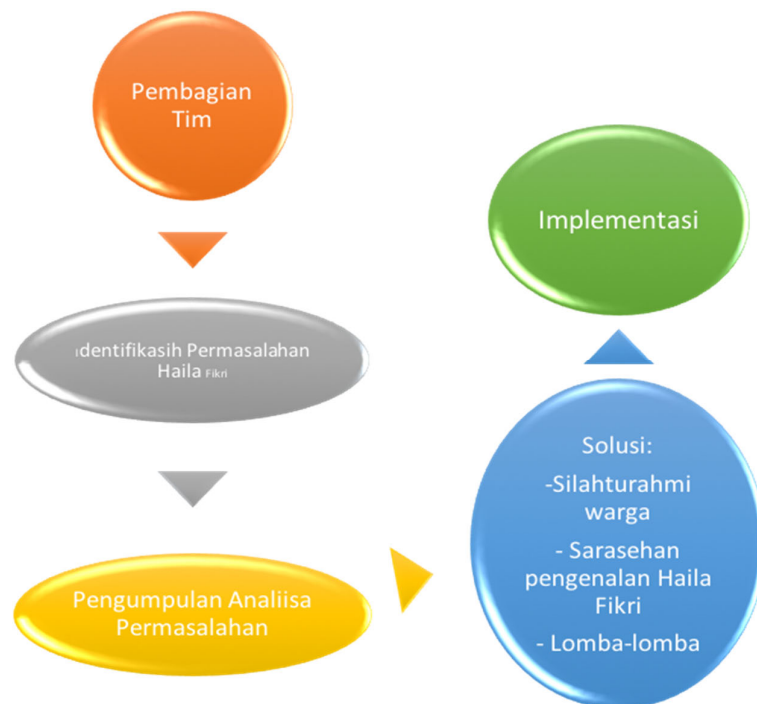 Pembagian
Tim
Identifikasih Permasalahan
Haila Fikri
Pengumpulan Analiisa
Permasalahan
Solusi:
-Silahturahmi
warga
- Sarasehan
pengenalan Haila
Fikri
- Lomba-lomba
Implementasi